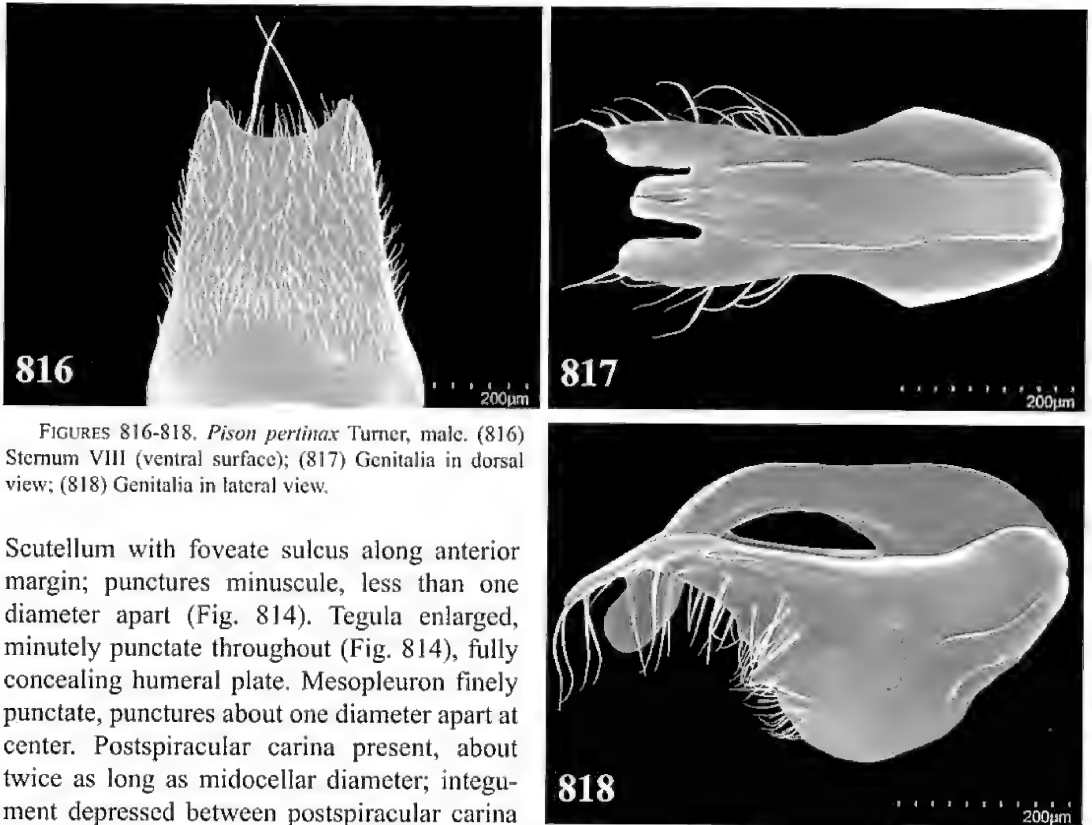 816
200µm
817
200µm
FIGURES 816-818. Pison pertinax Turner, male. (816)
Sternum VIII (ventral surface); (817) Genitalia in dorsal
view; (818) Genitalia in lateral view.
818
200µm
Scutellum with foveate sulcus along anterior
margin; punctures minuscule, less than one
diameter apart (Fig. 814). Tegula enlarged,
minutely punctate throughout (Fig. 814), fully
concealing humeral plate. Mesopleuron finely
punctate, punctures about one diameter apart at
center. Postspiracular carina present, about
twice as long as midocellar diameter; integu-
ment depressed between postspiracular carina